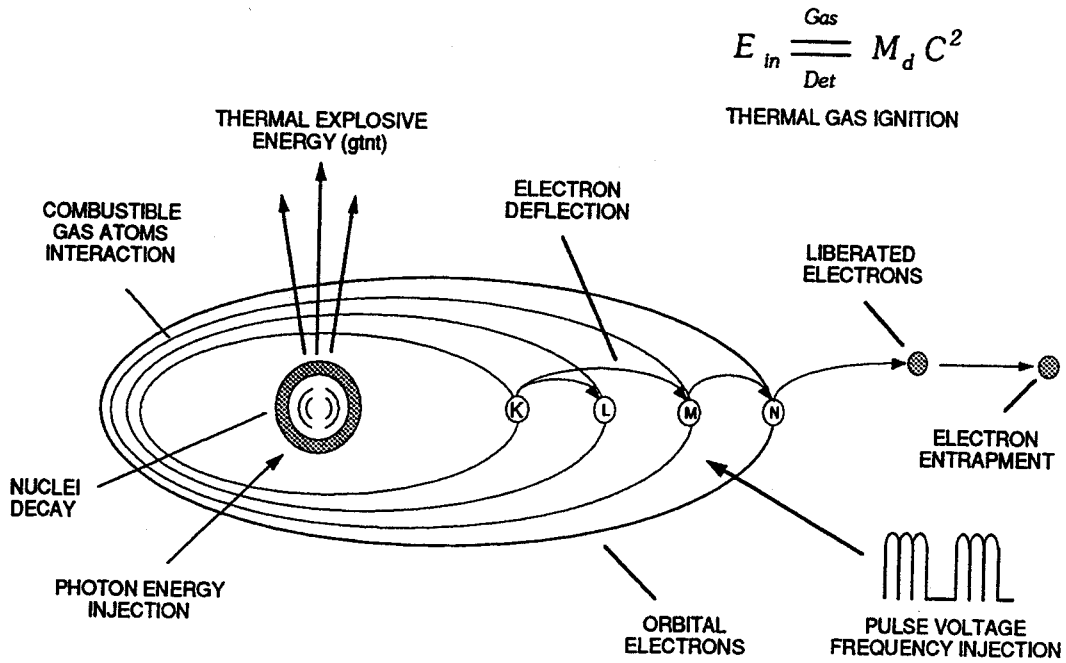 Gas
E in = M d C 2
Det
THERMAL GAS IGNITION
THERMAL EXPLOSIVE
ENERGY (gtnt)
COMBUSTIBLE
GAS ATOMS
INTERACTION
ELECTRON
DEFLECTION
LIBERATED
ELECTRONS
K
L
M
N
ELECTRON
ENTRAPMENT
NUCLEI
DECAY
PHOTON ENERGY
INJECTION
ORBITAL
ELECTRONS
PULSE VOLTAGE
FREQUENCY INJECTION